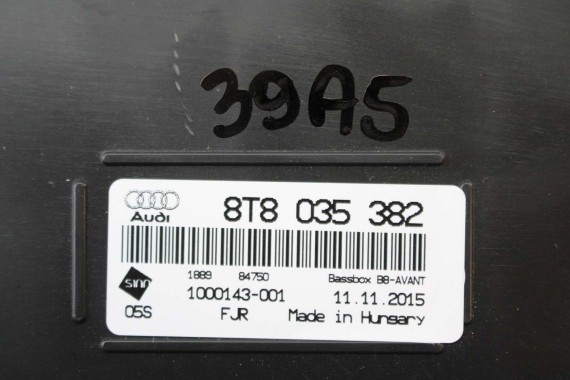 39A5
Audi 8T8 035 382
1889 84750 Bassbox B8-AVANT
sinn 1000143-001 11.11.2015
05S FJR Made in Hungary